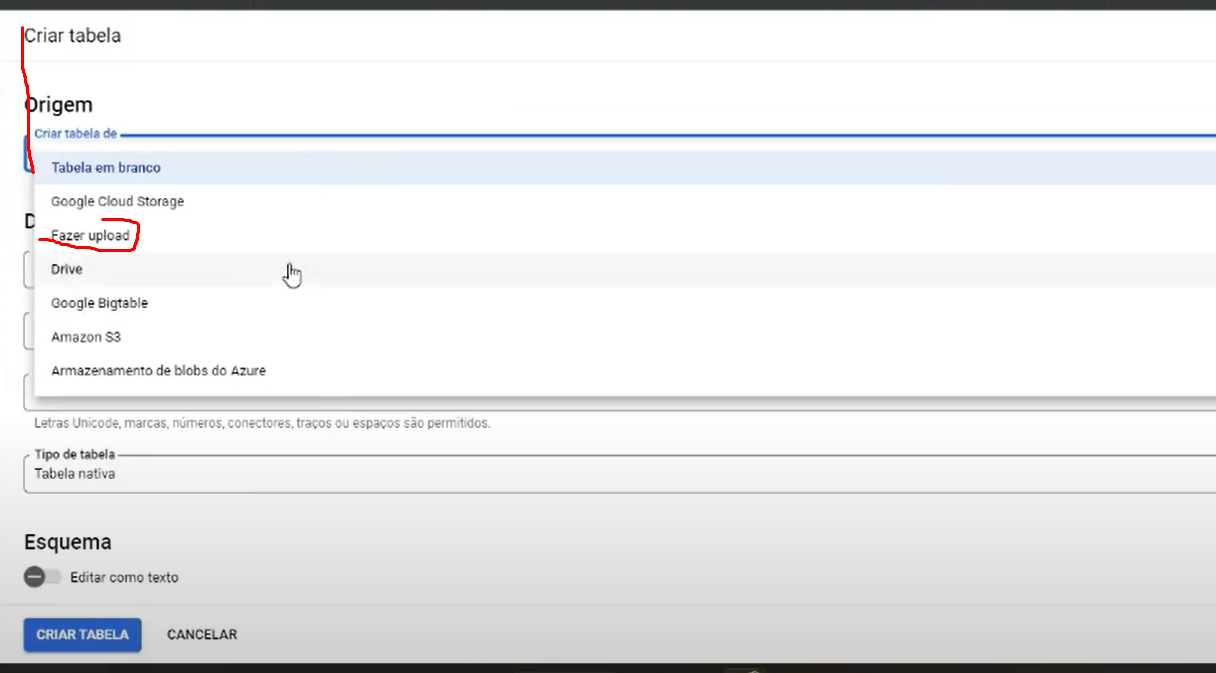 Criar tabela
Origem
Criar tabela de
Tabela em branco
Google Cloud Storage
D
Fazer upload
Drive
Google Bigtable
Amazon S3
Armazenamento de blobs do Azure
Letras Unicode, marcas, números, conectores, traços ou espaços são permitidos.
Tipo de tabela
Tabela nativa
Esquema
Editar como texto
CRIAR TABELA CANCELAR